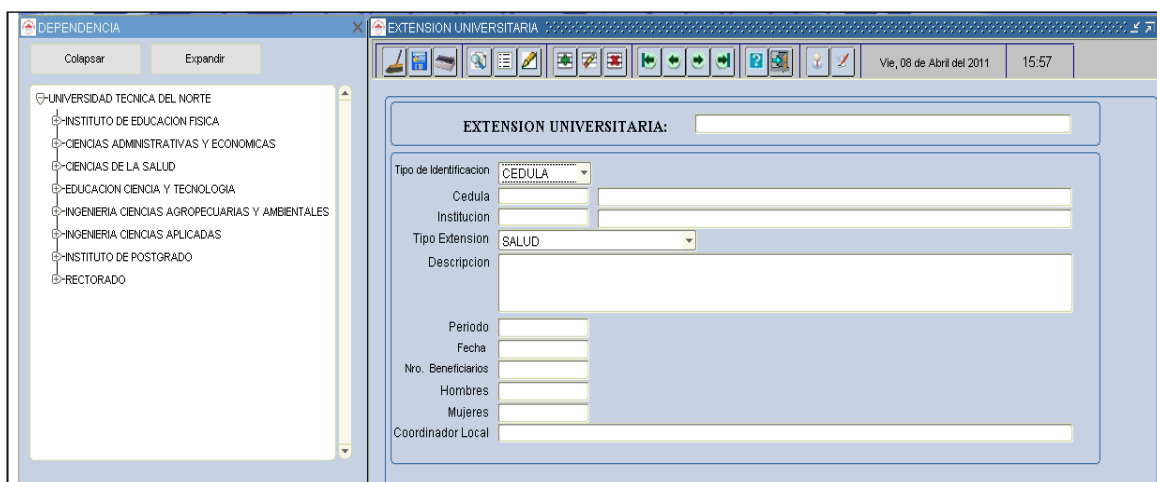 DEPENDENCIA
Colapsar Expandir
UNIVERSIDAD TECNICA DEL NORTE
INSTITUTO DE EDUCACION FISICA
CIENCIAS ADMINISTRATIVAS Y ECONOMICAS
CIENCIAS DE LA SALUD
EDUCACION CIENCIA Y TECNOLOGIA
INGENIERIA CIENCIAS AGROPECUARIAS Y AMBIENTALES
INGENIERIA CIENCIAS APLICADAS
INSTITUTO DE POSTGRADO
RECTORADO
EXTENSION UNIVERSITARIA
Vie, 08 de Abril del 2011 15:57
EXTENSION UNIVERSITARIA:
Tipo de Identificacion CEDULA
Cedula
Institucion
Tipo Extension SALUD
Descripcion
Periodo
Fecha
Nro. Beneficiarios
Hombres
Mujeres
Coordinador Local